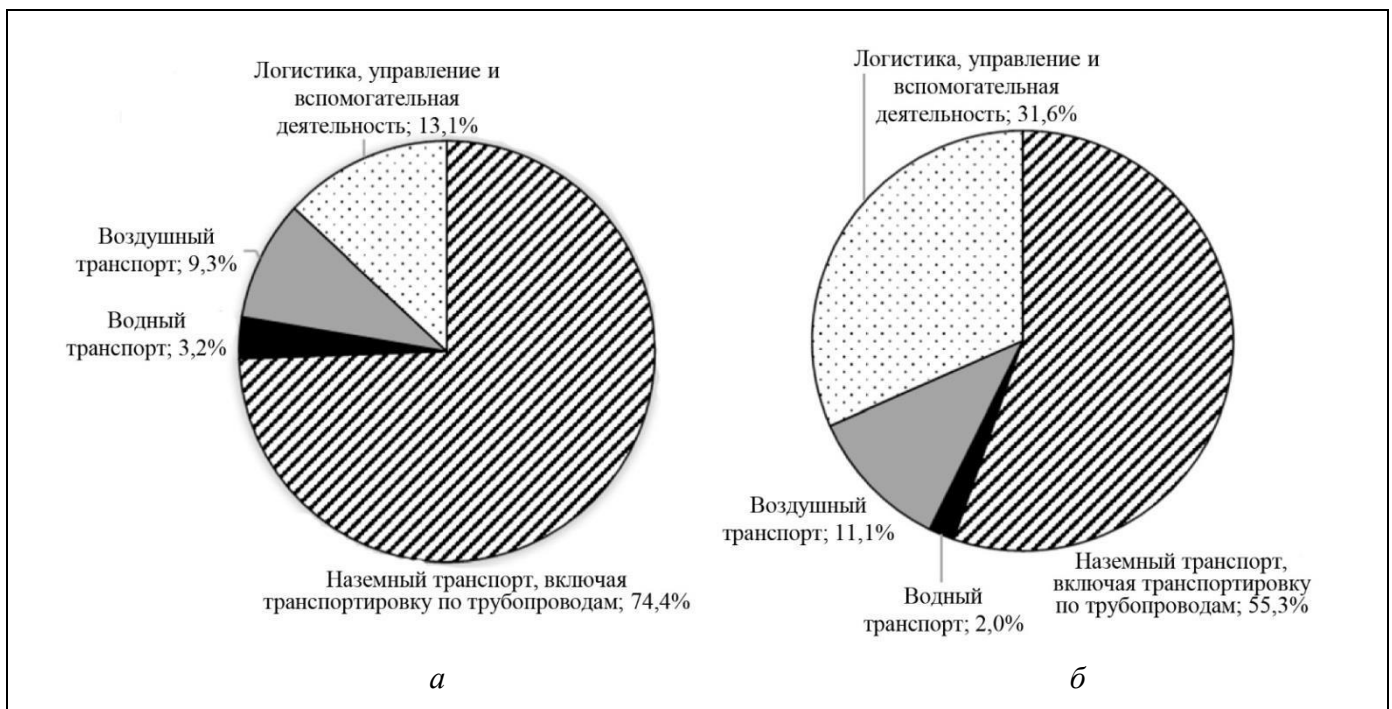 Логистика, управление и
вспомогательная
деятельность; 13,1%
Воздушный
транспорт; 9,3%
Водный
транспорт; 3,2%
Наземный транспорт, включая
транспортировку по трубопроводам; 74,4%
а
Логистика, управление и
вспомогательная
деятельность; 31,6%
Воздушный
транспорт; 11,1%
Водный
транспорт; 2,0%
Наземный транспорт,
включая транспортировку
по трубопроводам; 55,3%
б